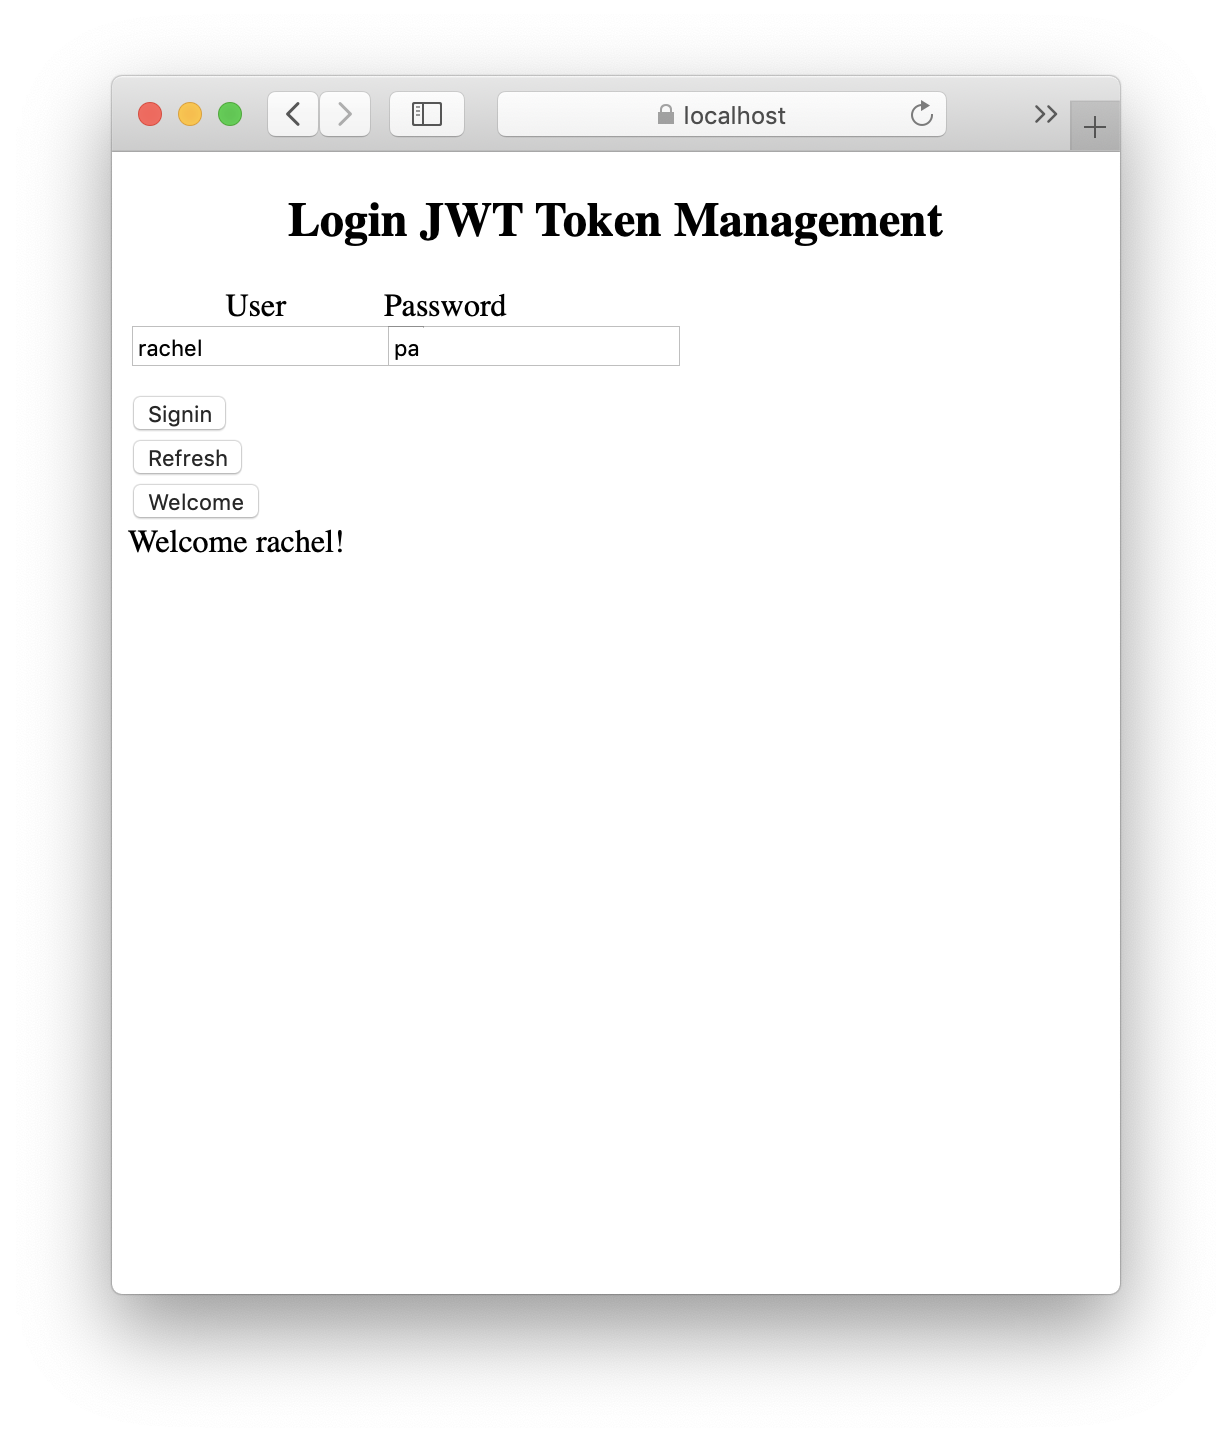 localhost
Login JWT Token Management
User Password
rachel pa
Signin
Refresh
Welcome
Welcome rachel!